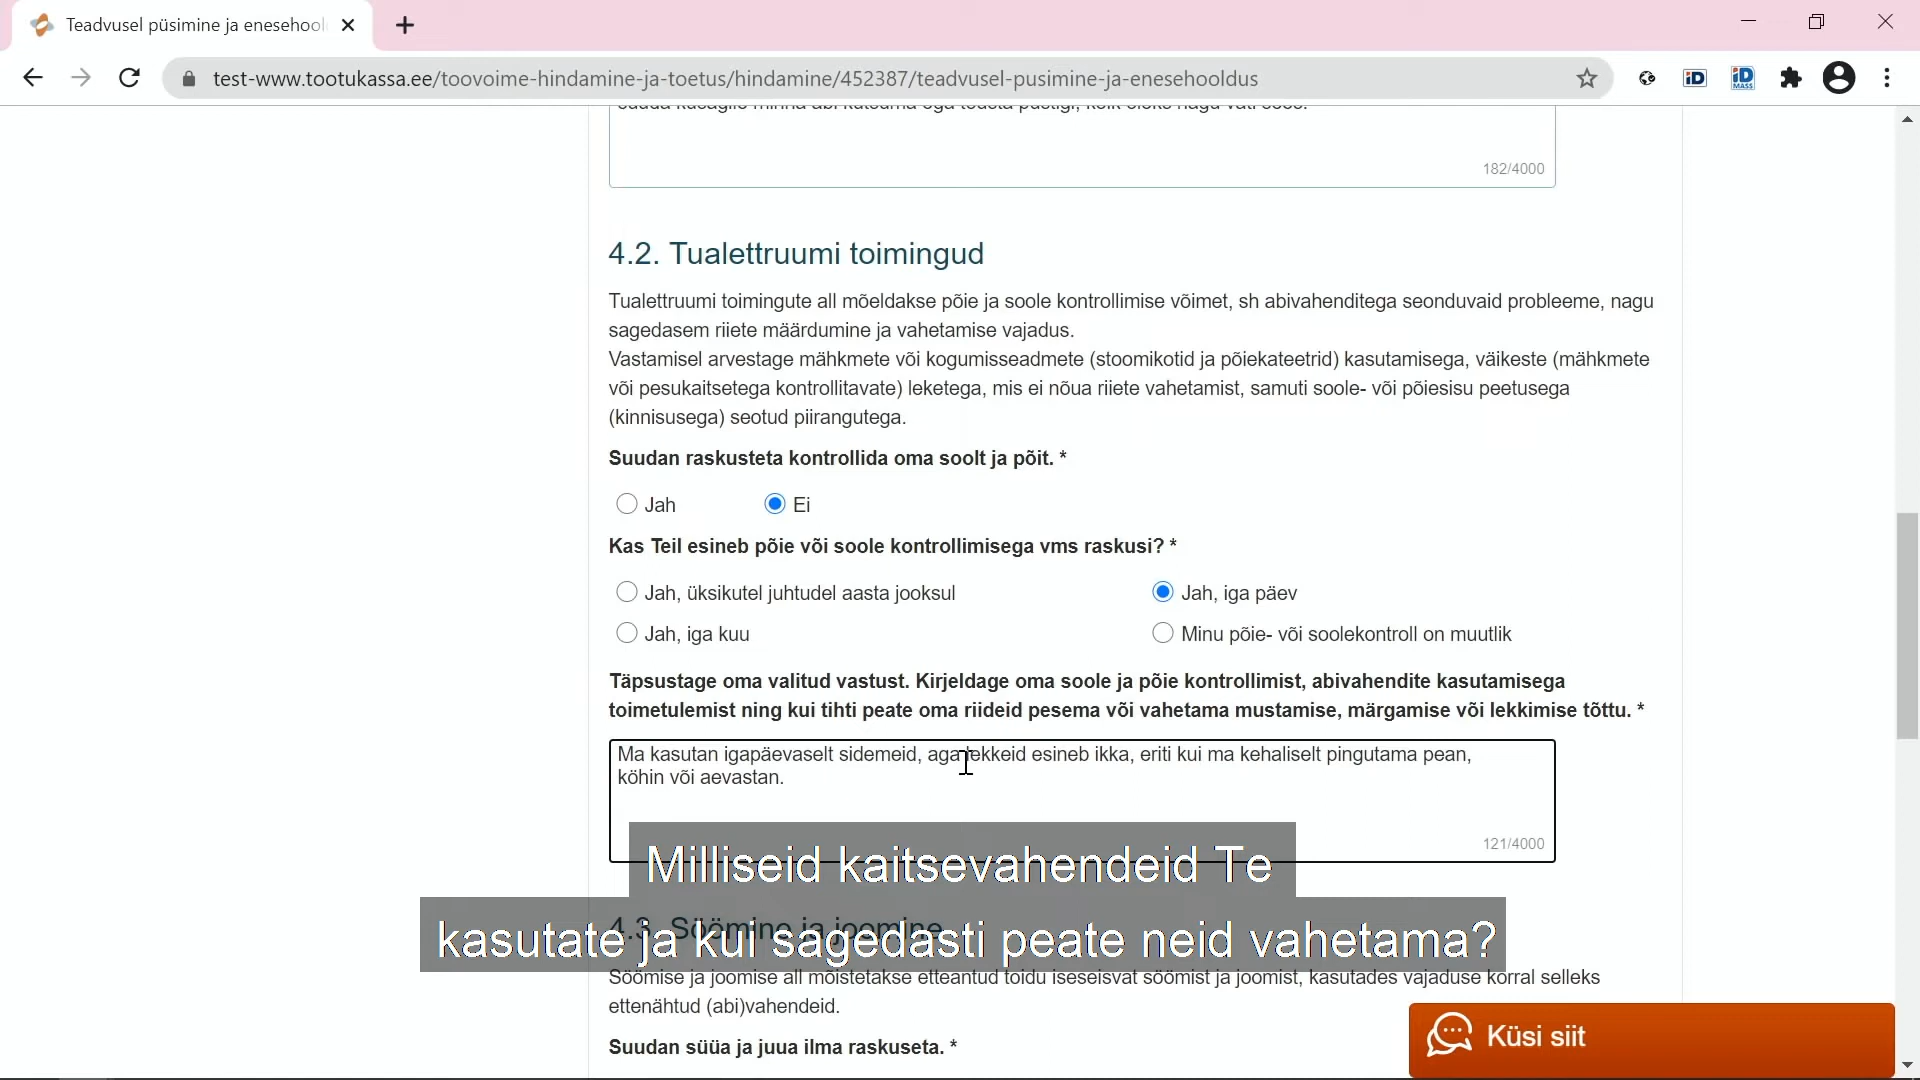 Teadvusel püsimine ja enesehool
test-www.tootukassa.ee/toovoime-hindamine-ja-toetus/hindamine/452387/teadvusel-pusimine-ja-enesehooldus
iD
iD
MASS
182/4000
4.2. Tualettruumi toimingud
Tualettruumi toimingute all mõeldakse põie ja soole kontrollimise võimet, sh abivahenditega seonduvaid probleeme, nagu
sagedasem riiete määrdumine ja vahetamise vajadus.
Vastamisel arvestage mähkmete või kogumisseadmete (stoomikotid ja põiekateetrid) kasutamisega, väikeste (mähkmete
või pesukaitsetega kontrollitavate) leketega, mis ei nõua riiete vahetamist, samuti soole- või põiesisu peetusega
(kinnisusega) seotud piirangutega.
Suudan raskusteta kontrollida oma soolt ja põit. *
Jah
Ei
Kas Teil esineb põie või soole kontrollimisega vms raskusi? *
Jah, üksikutel juhtudel aasta jooksul
Jah, iga päev
Jah, iga kuu
Minu põie- või soolekontroll on muutlik
Täpsustage oma valitud vastust. Kirjeldage oma soole ja põie kontrollimist, abivahendite kasutamisega
toimetulemist ning kui tihti peate oma riideid pesema või vahetama mustamise, märgamise või lekkimise tõttu. *
Ma kasutan igapäevaselt sidemeid, aga lekkeid esineb ikka, eriti kui ma kehaliselt pingutama pean,
köhin või aevastan.
121/4000
Milliseid kaitsevahendeid Te
kasutate ja kui sagedasti peate neid vahetama?
4.3. Söömine ja joomine
Söömise ja joomise all mõistetakse etteantud toidu iseseisvat söömist ja joomist, kasutades vajaduse korral selleks
ettenähtud (abi)vahendeid.
Suudan süüa ja juua ilma raskuseta. *
Küsi siit